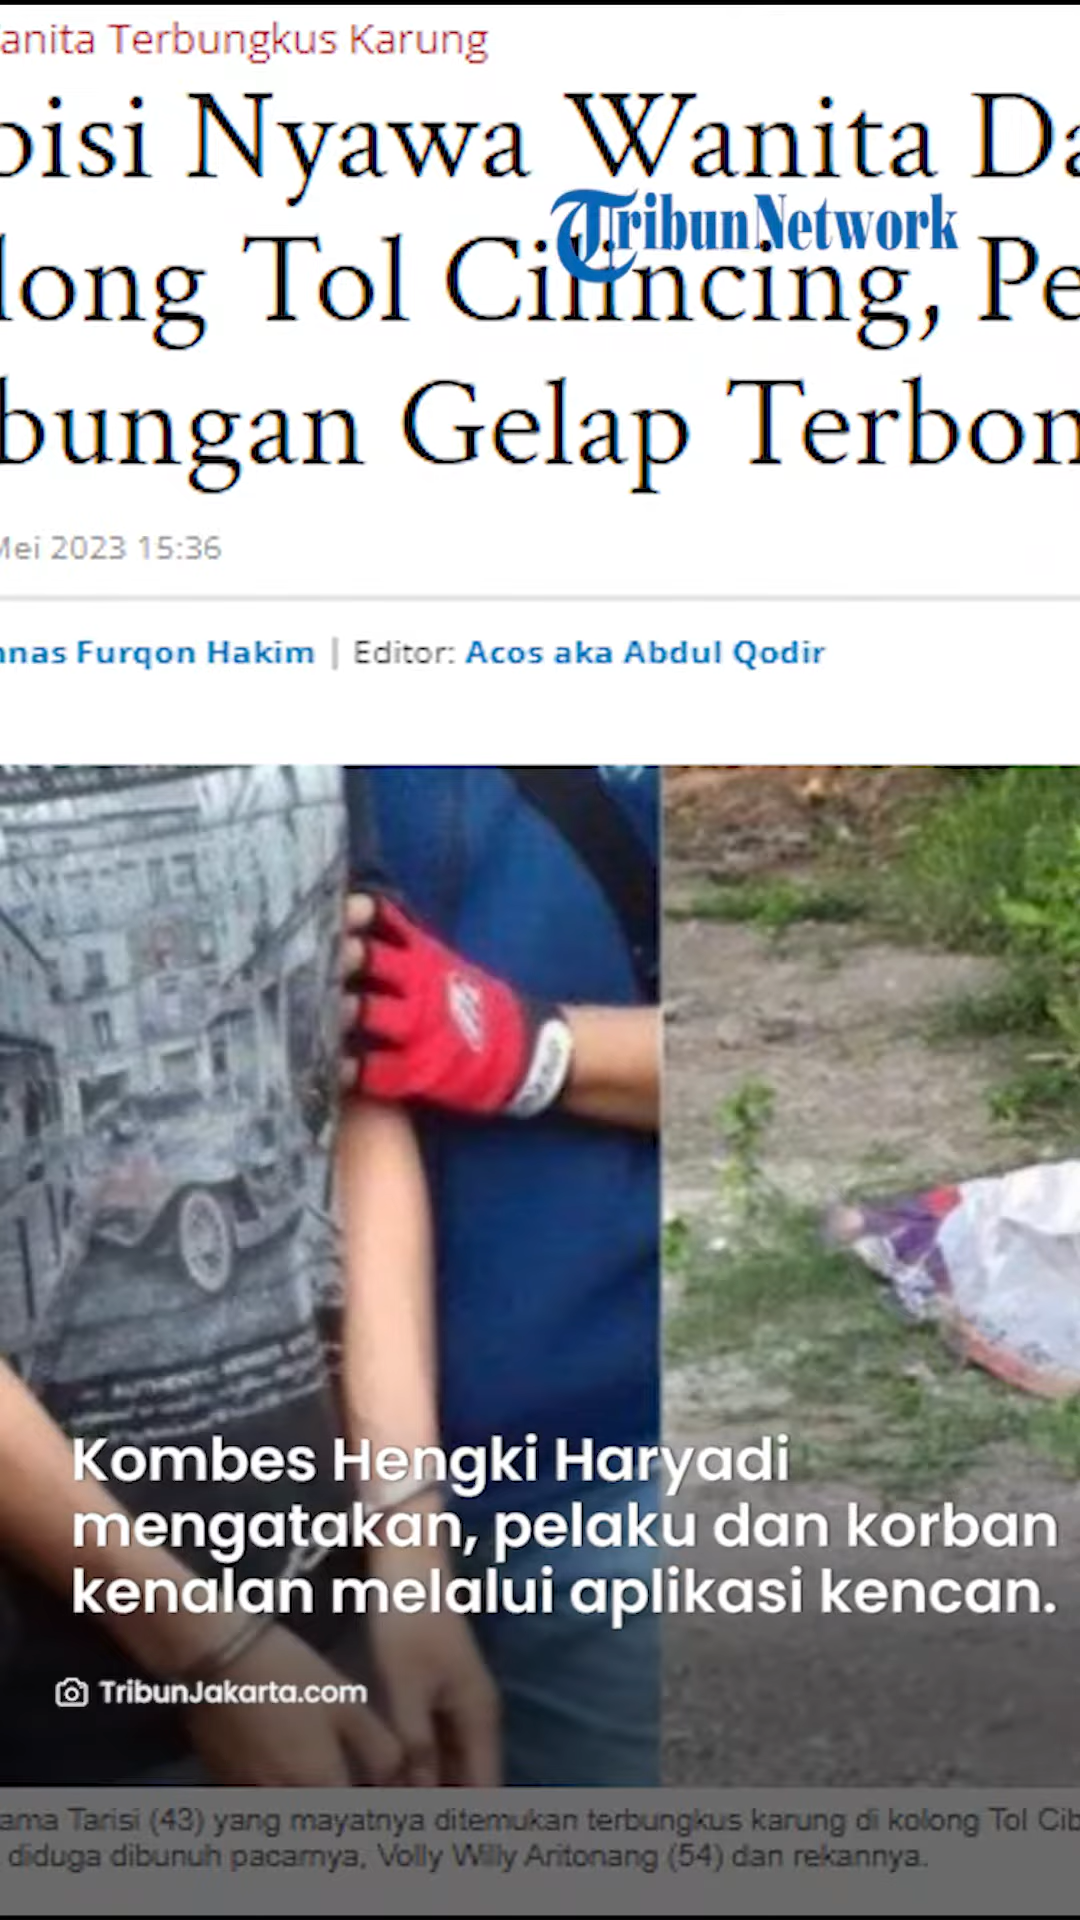 anita Terbungkus Karung
bisi Nyawa Wanita Da
TribunNetwork
long Tol Cilincing, Pe
bungan Gelap Terbon
Mei 2023 15:36
nnas Furqon Hakim | Editor: Acos aka Abdul Qodir
Kombes Hengki Haryadi
mengatakan, pelaku dan korban
kenalan melalui aplikasi kencan.
TribunJakarta.com
ama Tarisi (43) yang mayatnya ditemukan terbungkus karung di kolong Tol Cib
diduga dibunuh pacarnya, Volly Willy Aritonang (54) dan rekannya.